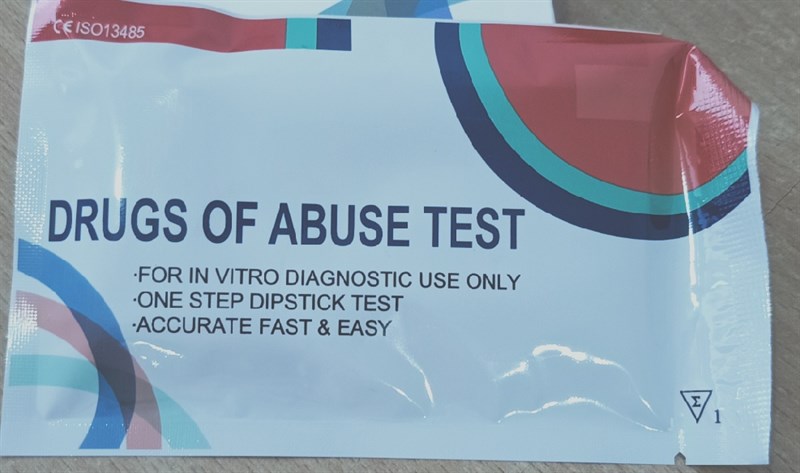 CE ISO13485
DRUGS OF ABUSE TEST
·FOR IN VITRO DIAGNOSTIC USE ONLY
·ONE STEP DIPSTICK TEST
·ACCURATE FAST & EASY
Σ 1